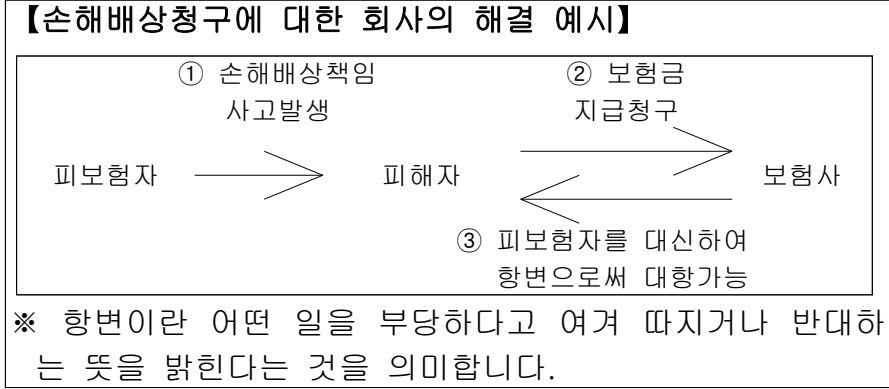 【손해배상청구에 대한 회사의 해결 예시】
① 손해배상책임
사고발생
② 보험금
지급청구
피보험자
피해자
보험사
③ 피보험자를 대신하여
항변으로써 대항가능
※ 항변이란 어떤 일을 부당하다고 여겨 따지거나 반대하
는 뜻을 밝힌다는 것을 의미합니다.